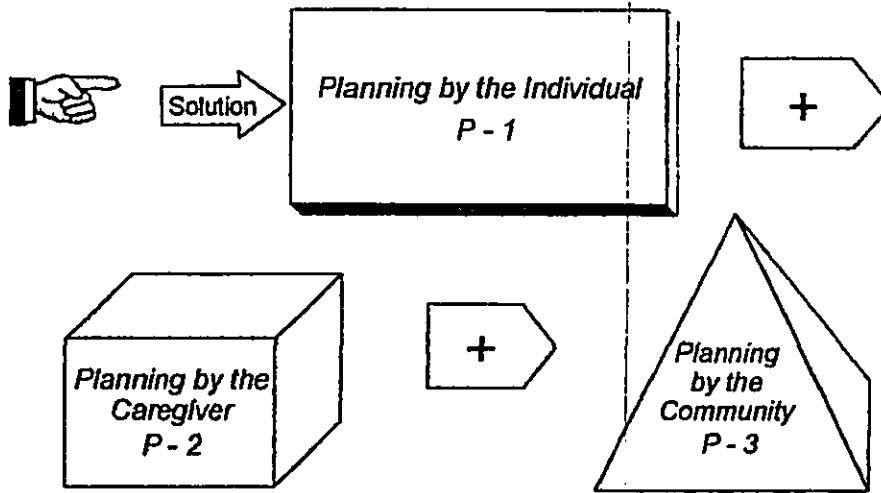 Solution
Planning by the Individual
P - 1
+
Planning by the
Caregiver
P - 2
+
Planning
by the
Community
P - 3